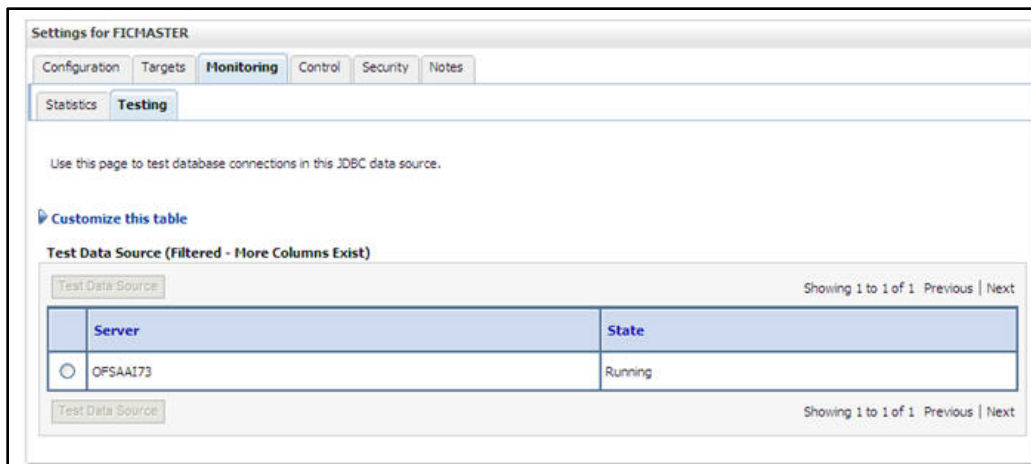 Settings for FICMASTER
Configuration Targets Monitoring Control Security Notes
Statistics Testing
Use this page to test database connections in this JDBC data source.
Customize this table
Test Data Source (Filtered - More Columns Exist)
Test Data Source Showing 1 to 1 of 1 Previous | Next
Server State
OFSAAI73 Running
Test Data Source Showing 1 to 1 of 1 Previous | Next